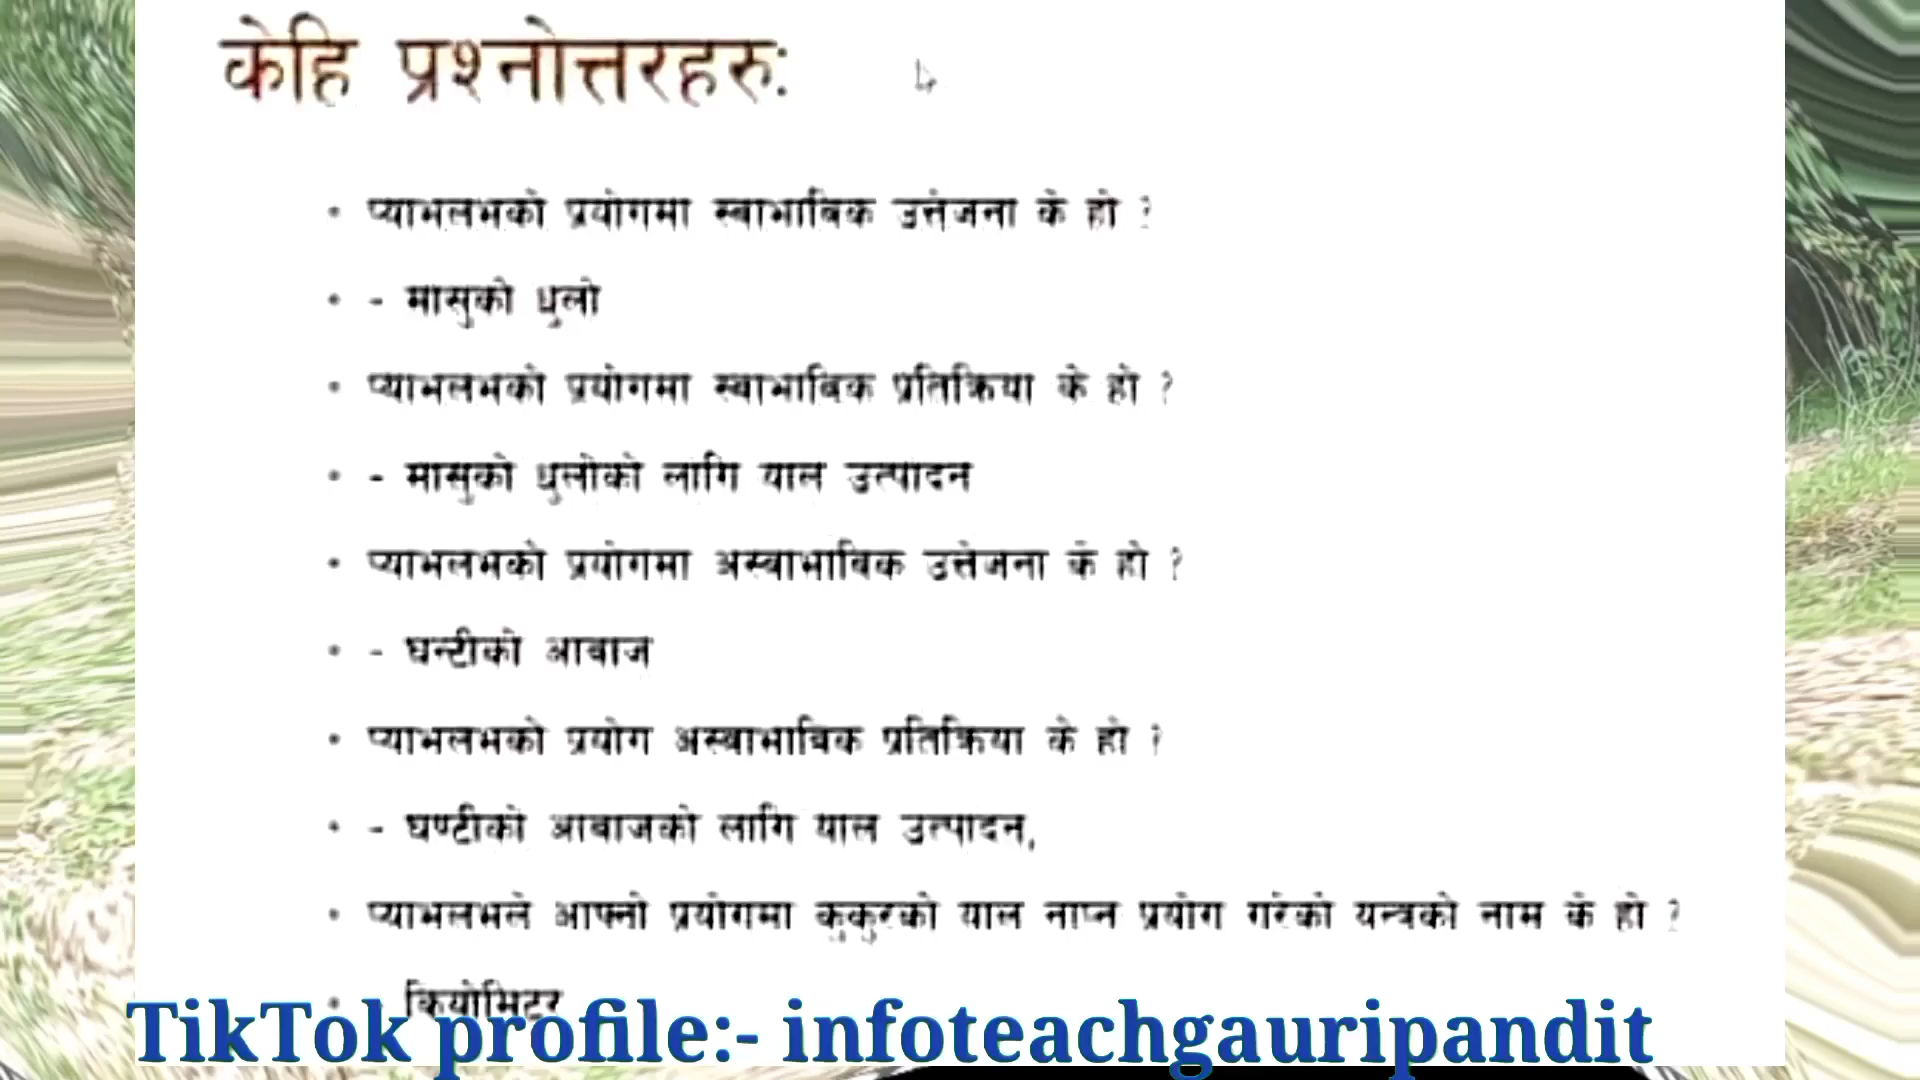 केहि प्रश्नोत्तरहरु:
• प्याभलभको प्रयोगमा स्वाभाविक उत्तेजना के हो ?
• - मासुको धुलो
• प्याभलभको प्रयोगमा स्वाभाविक प्रतिक्रिया के हो ?
• - मासुको धुलोको लागि याल उत्पादन
• प्याभलभको प्रयोगमा अस्वाभाविक उत्तेजना के हो ?
• - घन्टीको आवाज
• प्याभलभको प्रयोग अस्वाभाविक प्रतिक्रिया के हो ?
• - घण्टीको आवाजको लागि याल उत्पादन,
• प्याभलभले आफ्नो प्रयोगमा कुकुरको याल नाप्न प्रयोग गरेको यन्त्रको नाम के हो ?
• कियोमिटर
TikTok profile:- infoteachgauripandit